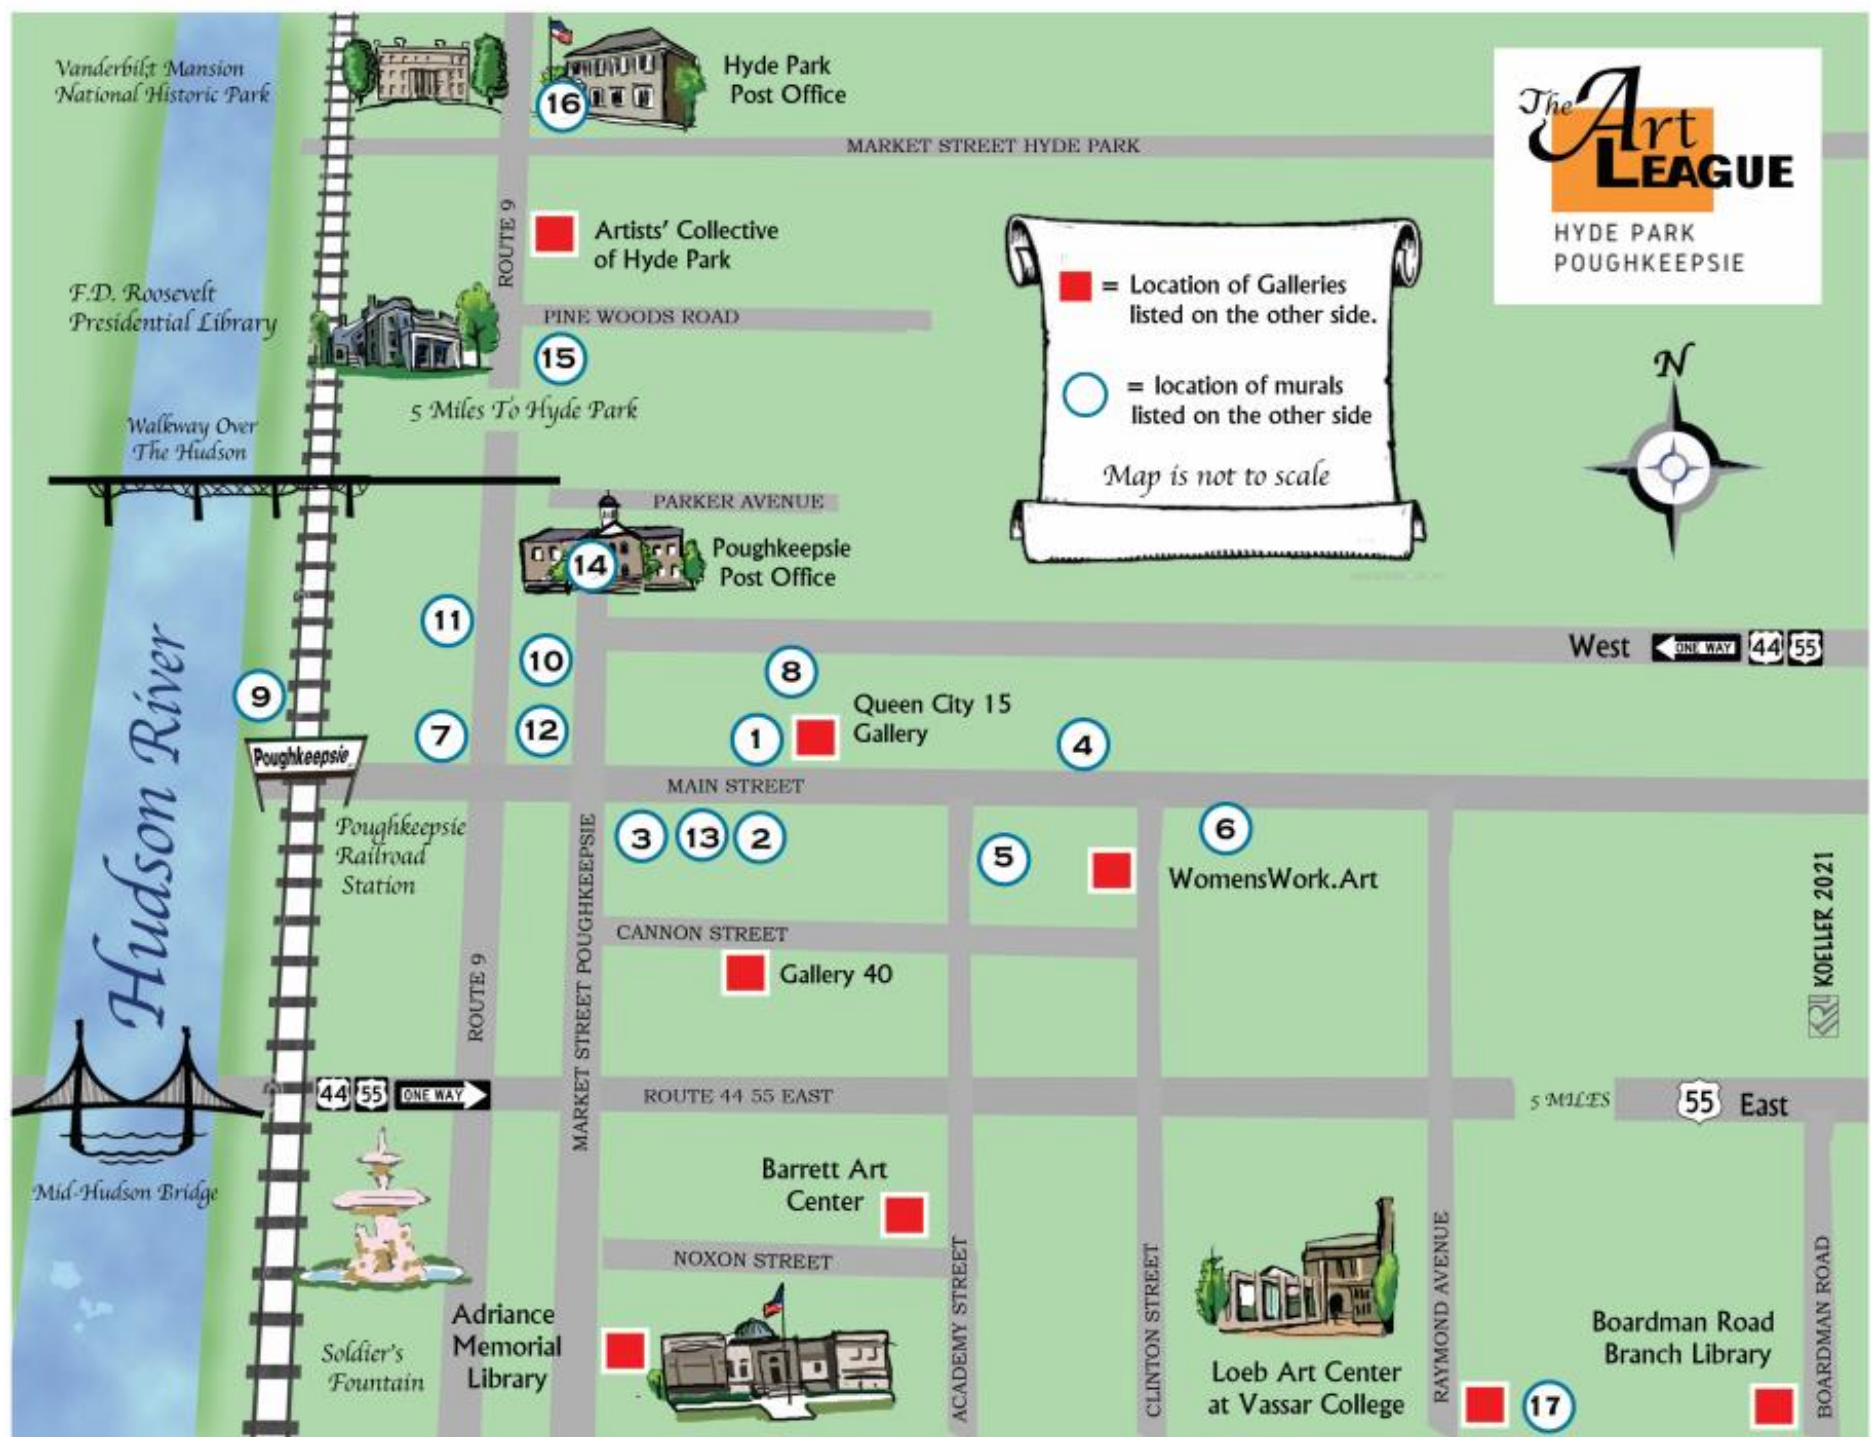 Vanderbilt Mansion
National Historic Park
16
Hyde Park
Post Office
The Art
LEAGUE
HYDE PARK
POUGHKEEPSIE
MARKET STREET HYDE PARK
ROUTE 9
Artists' Collective
of Hyde Park
= Location of Galleries
listed on the other side.
= location of murals
listed on the other side
Map is not to scale
N
F.D. Roosevelt
Presidential Library
PINE WOODS ROAD
15
5 Miles To Hyde Park
Walkway Over
The Hudson
PARKER AVENUE
14
Poughkeepsie
Post Office
11
10
8
West
ONE WAY
44
55
9
7
12
1
Queen City 15
Gallery
4
Poughkeepsie
Hudson River
MAIN STREET
Poughkeepsie
Railroad
Station
3
13
2
5
6
WomensWork.Art
KOELLER 2021
CANNON STREET
Gallery 40
ROUTE 9
MARKET STREET POUGHKEEPSIE
44
55
ONE WAY
ROUTE 44 55 EAST
5 MILES
55
East
Mid-Hudson Bridge
Barrett Art
Center
NOXON STREET
ACADEMY STREET
CLINTON STREET
RAYMOND AVENUE
BOARDMAN ROAD
Soldier's
Fountain
Adriance
Memorial
Library
Loeb Art Center
at Vassar College
17
Boardman Road
Branch Library